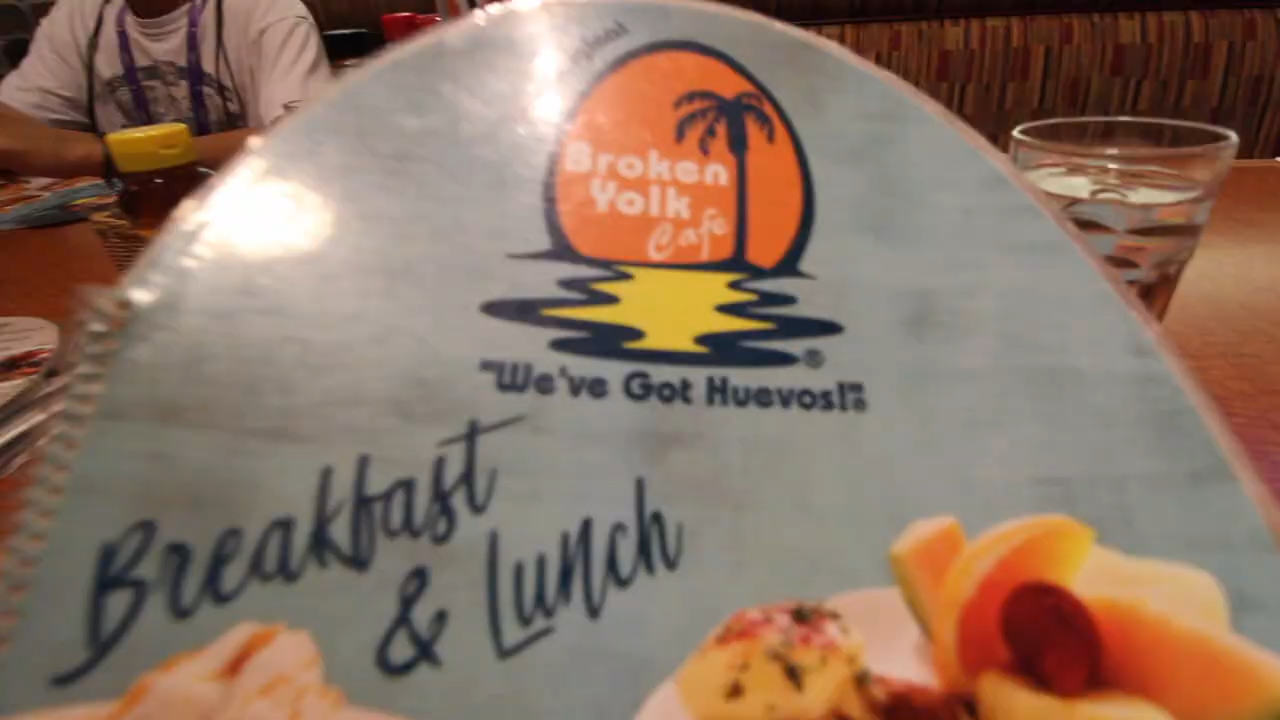 Broken
Yolk
Cafe
®
"We've Got Huevos!"
Breakfast
& Lunch